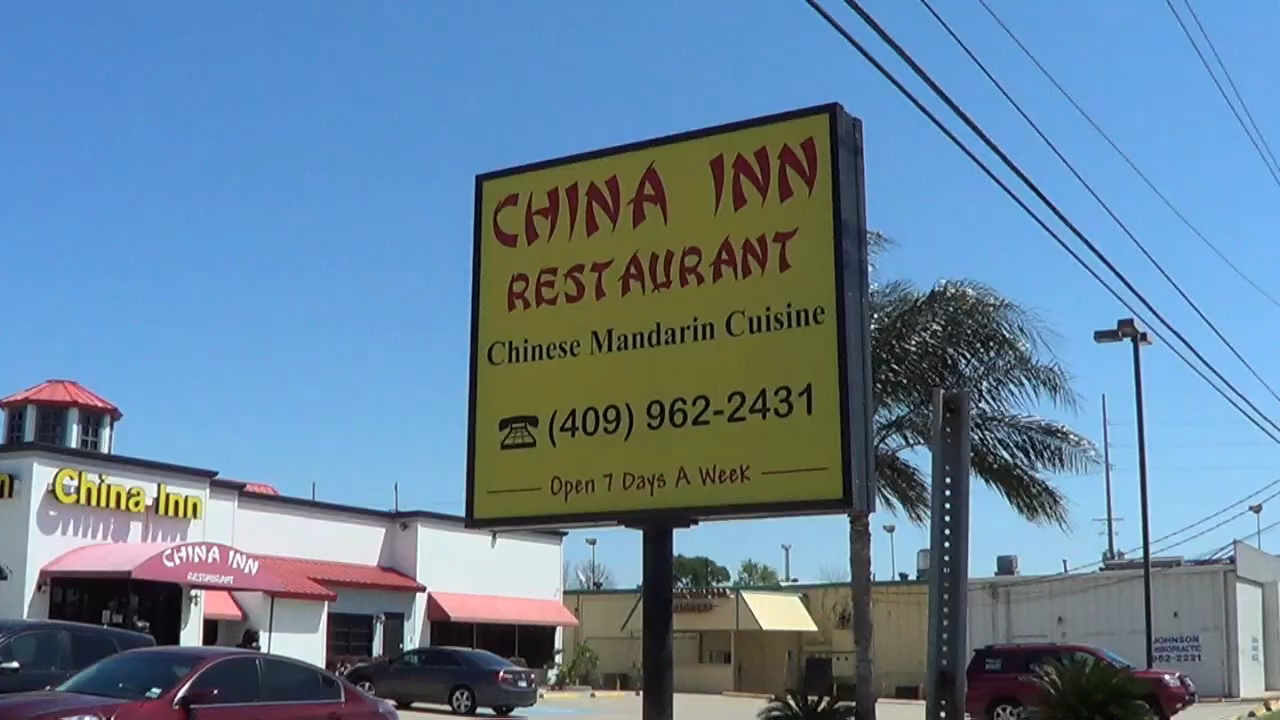 CHINA INN
RESTAURANT
Chinese Mandarin Cuisine
(409) 962-2431
Open 7 Days A Week
China Inn
CHINA INN
RESTAURANT
JOHNSON
962-2221